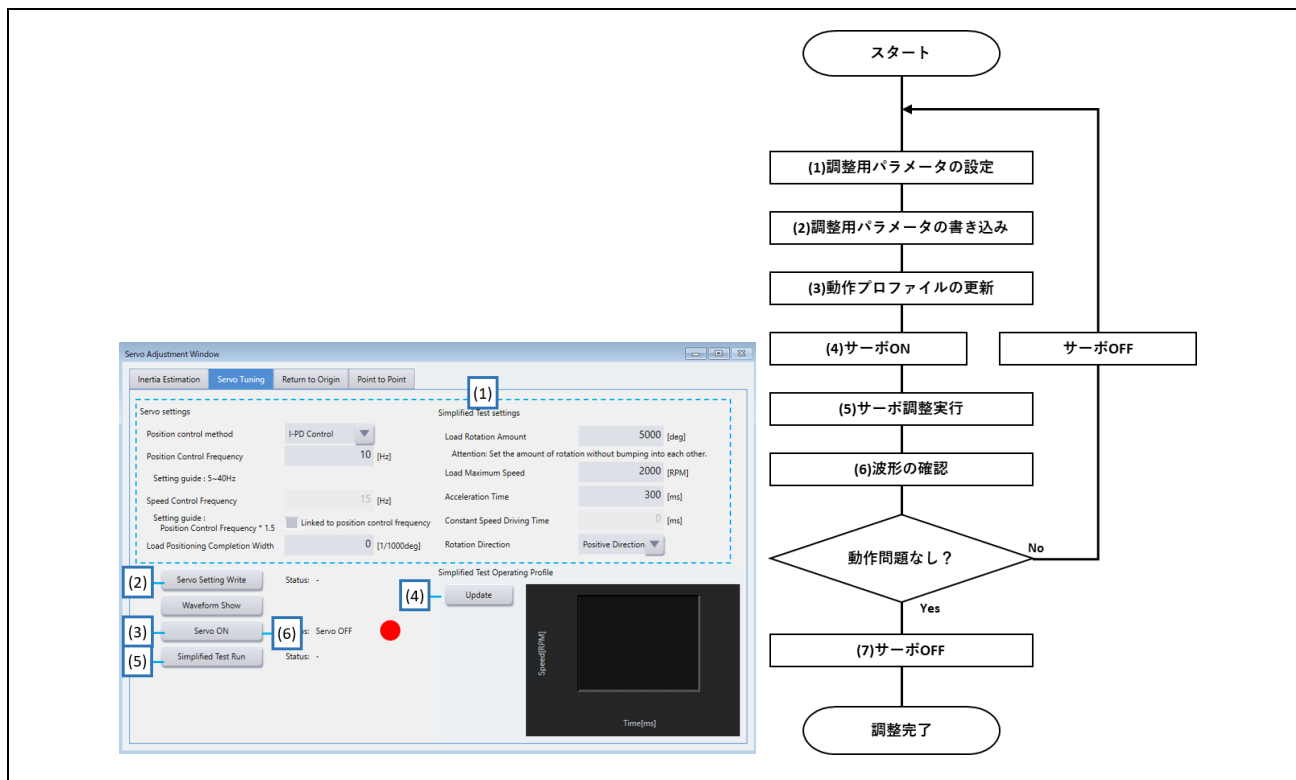 Servo Adjustment Window
Inertia Estimation
Servo Tuning
Return to Origin
Point to Point
(1)
Servo settings
Position control method
I-PD Control
Position Control Frequency
10 [Hz]
Setting guide : 5~40Hz
Speed Control Frequency
15 [Hz]
Setting guide :
Position Control Frequency * 1.5
Linked to position control frequency
Load Positioning Completion Width
0 [1/1000deg]
Simplified Test settings
Load Rotation Amount
5000 [deg]
Attention: Set the amount of rotation without bumping into each other.
Load Maximum Speed
2000 [RPM]
Acceleration Time
300 [ms]
Constant Speed Driving Time
0 [ms]
Rotation Direction
Positive Direction
(2)
Servo Setting Write
Status: -
Waveform Show
(3)
Servo ON
(6)
Servo OFF
(5)
Simplified Test Run
Status: -
Simplified Test Operating Profile
(4)
Update
Speed[RPM]
Time[ms]
スタート
(1)調整用パラメータの設定
(2)調整用パラメータの書き込み
(3)動作プロファイルの更新
(4)サーボON
サーボOFF
(5)サーボ調整実行
(6)波形の確認
動作問題なし？
No
Yes
(7)サーボOFF
調整完了